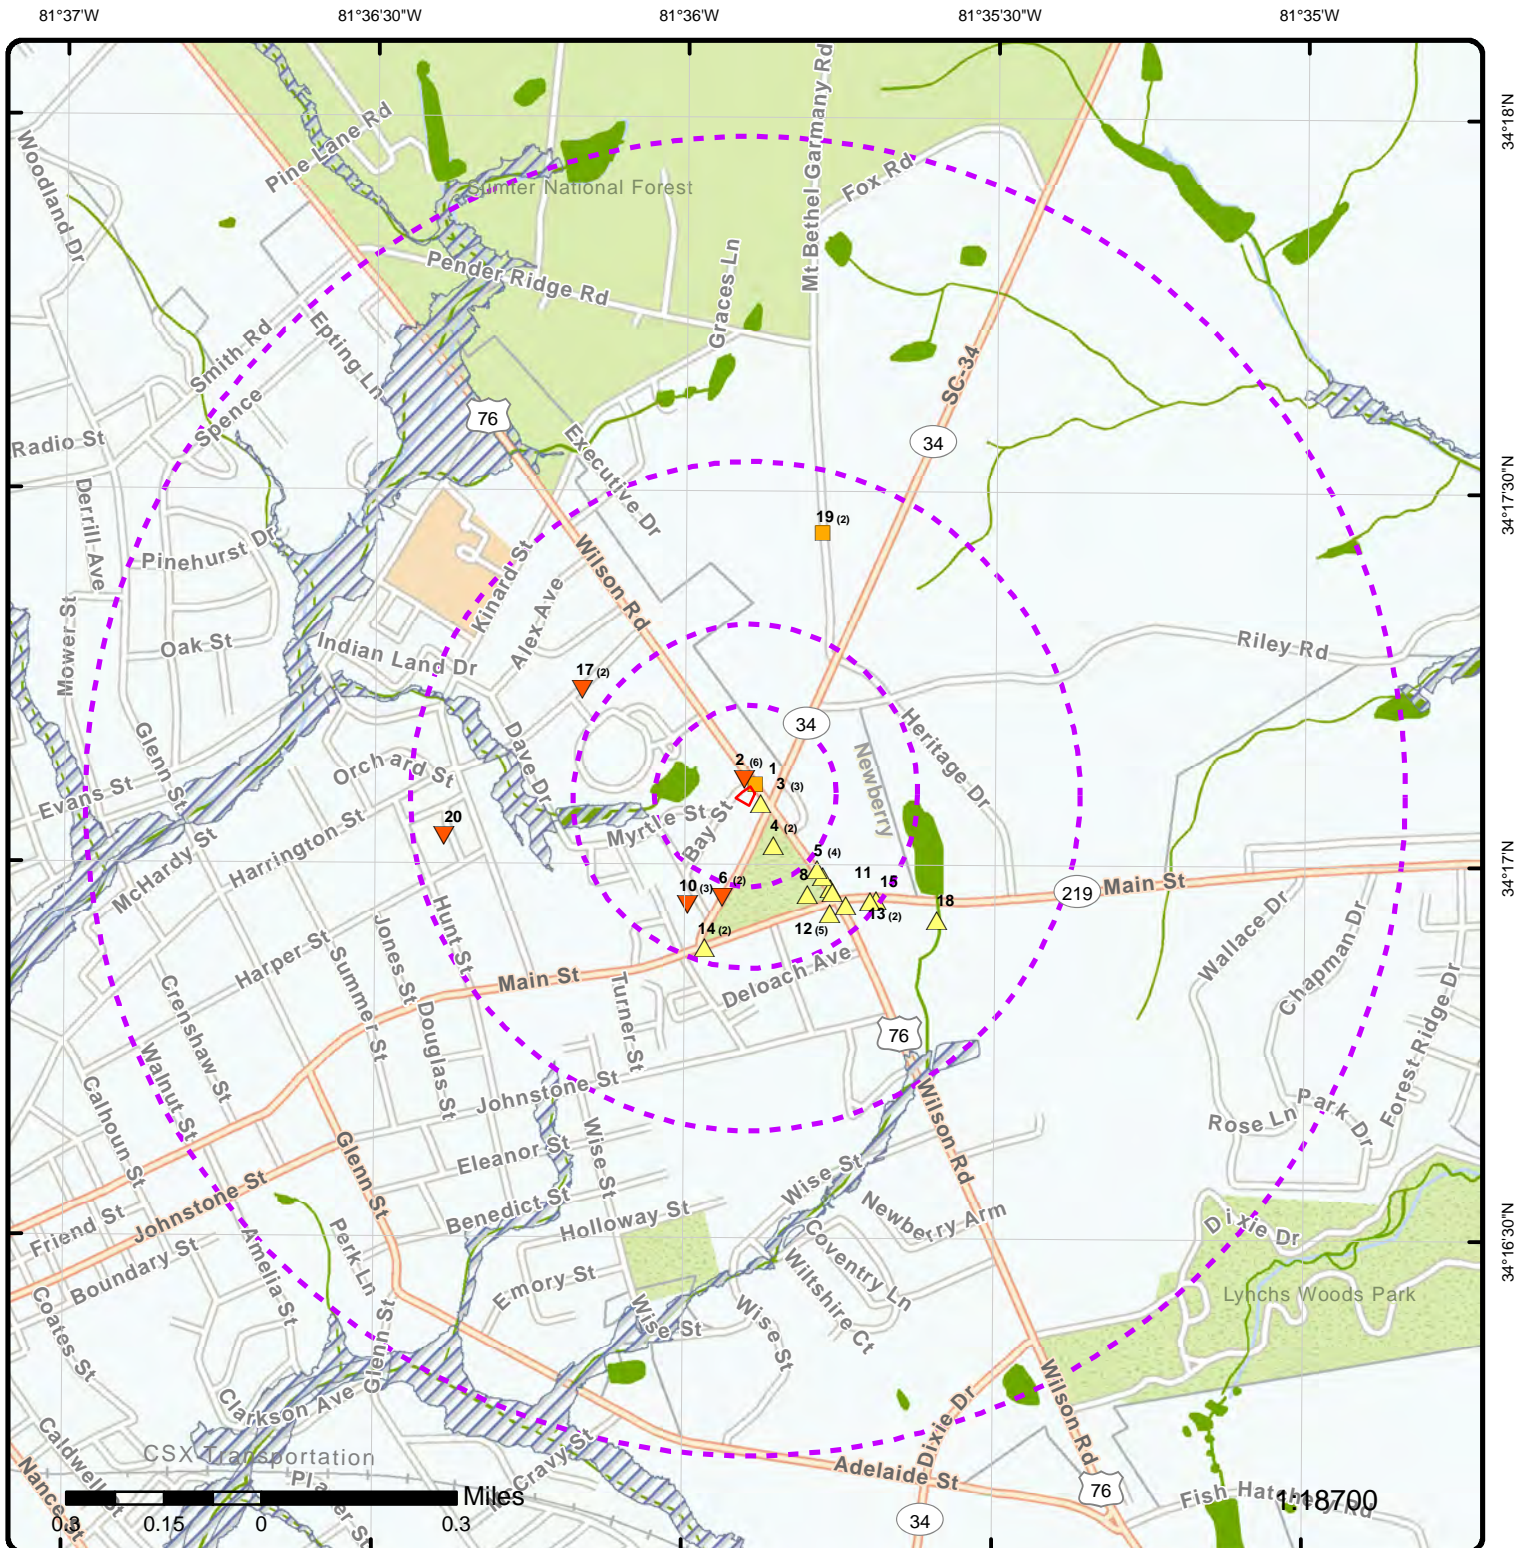 81°37'W
81°36'30"W
81°36'W
81°35'30"W
81°35'W
34°18'N
34°17'30"N
34°17'N
34°16'30"N
Woodland Dr
Pine Lane Rd
Sumter National Forest
Mt Bethel Garmany Rd
Fox Rd
Pender Ridge Rd
Graces Ln
Epting Ln
Smith Rd
Spence
SC-34
76
34
Radio St
Executive Dr
Derrill Ave
19 (2)
Pinehurst Dr
Kinard St
Wilson Rd
Alex Ave
Mower St
Oak St
Indian Land Dr
Riley Rd
17 (2)
Glenn St
Dave Dr
34
Heritage Dr
Newberry
Orchard St
2 (6)
1
3 (3)
Evans St
20
Myrtle St
Bay St
4 (2)
McHardy St
Harrington St
5 (4)
8
11
15
6 (2)
10 (3)
13 (2)
18
12 (5)
14 (2)
219
Main St
Hunt St
Jones St
Harper St
Summer St
Crenshaw St
Main St
Turner St
Deloach Ave
Wallace Dr
Chapman Dr
Forest Ridge Dr
Douglas St
76
Walnut St
Calhoun St
Johnstone St
Wilson Rd
Rose Ln
Park Dr
Wise St
Eleanor St
Glenn St
Wise St
Benedict St
Holloway St
Newberry Arm
Dixie Dr
Johnstone St
Friend St
Boundary St
Amelia St
Perk Ln
Coventry Ln
Wiltshire Ct
Emory St
Lynchs Woods Park
Coates St
Glenn St
Wise St
Wise St
Clarkson Ave
Dixie Dr
Wilson Rd
CSX Transportation
Caldwell St
McCravy St
Adelaide St
76
Nance St
Player St
Fish Hatchery Rd
34
Miles
0.3
0.15
0
0.3
1:18700